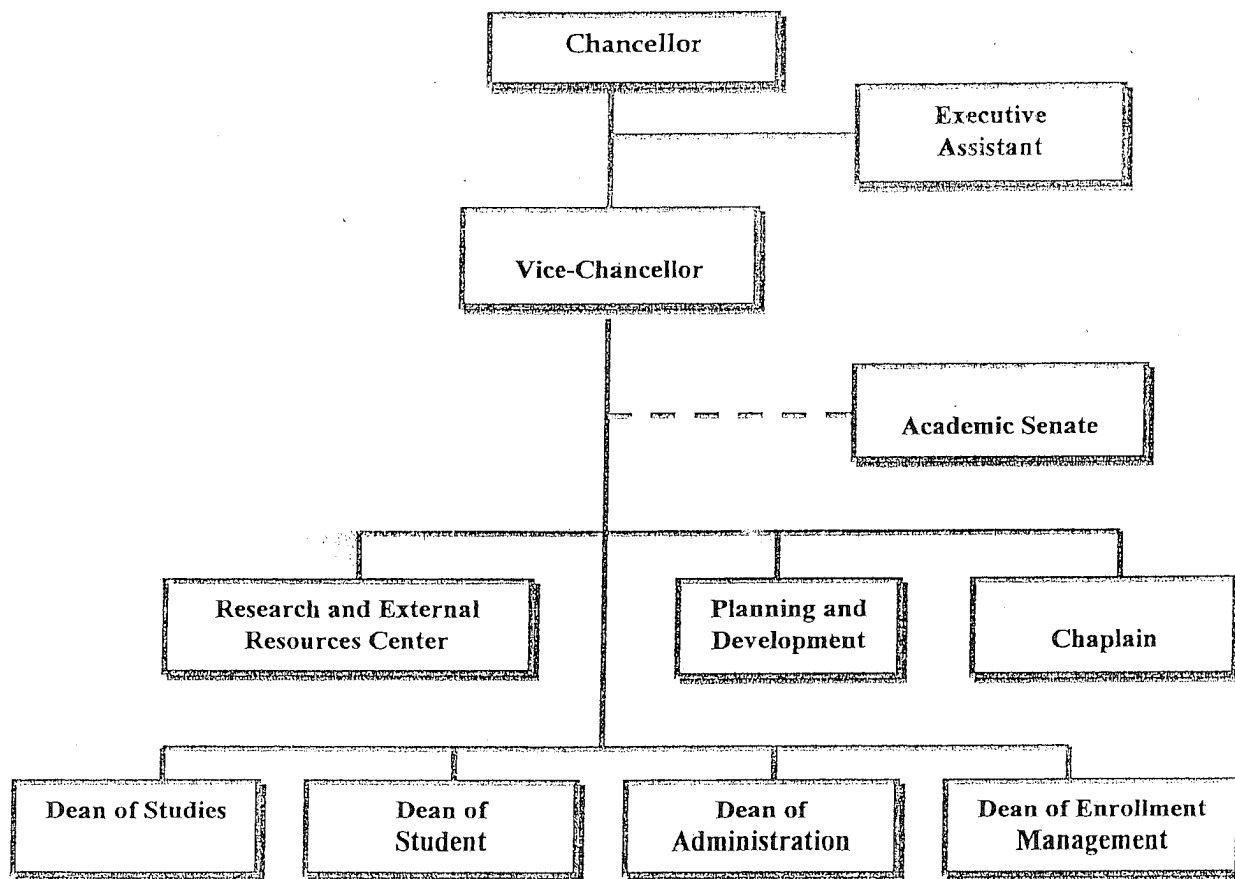 Chancellor
Executive
Assistant
Vice-Chancellor
Academic Senate
Research and External
Resources Center
Planning and
Development
Chaplain
Dean of Studies
Dean of
Student
Dean of
Administration
Dean of Enrollment
Management